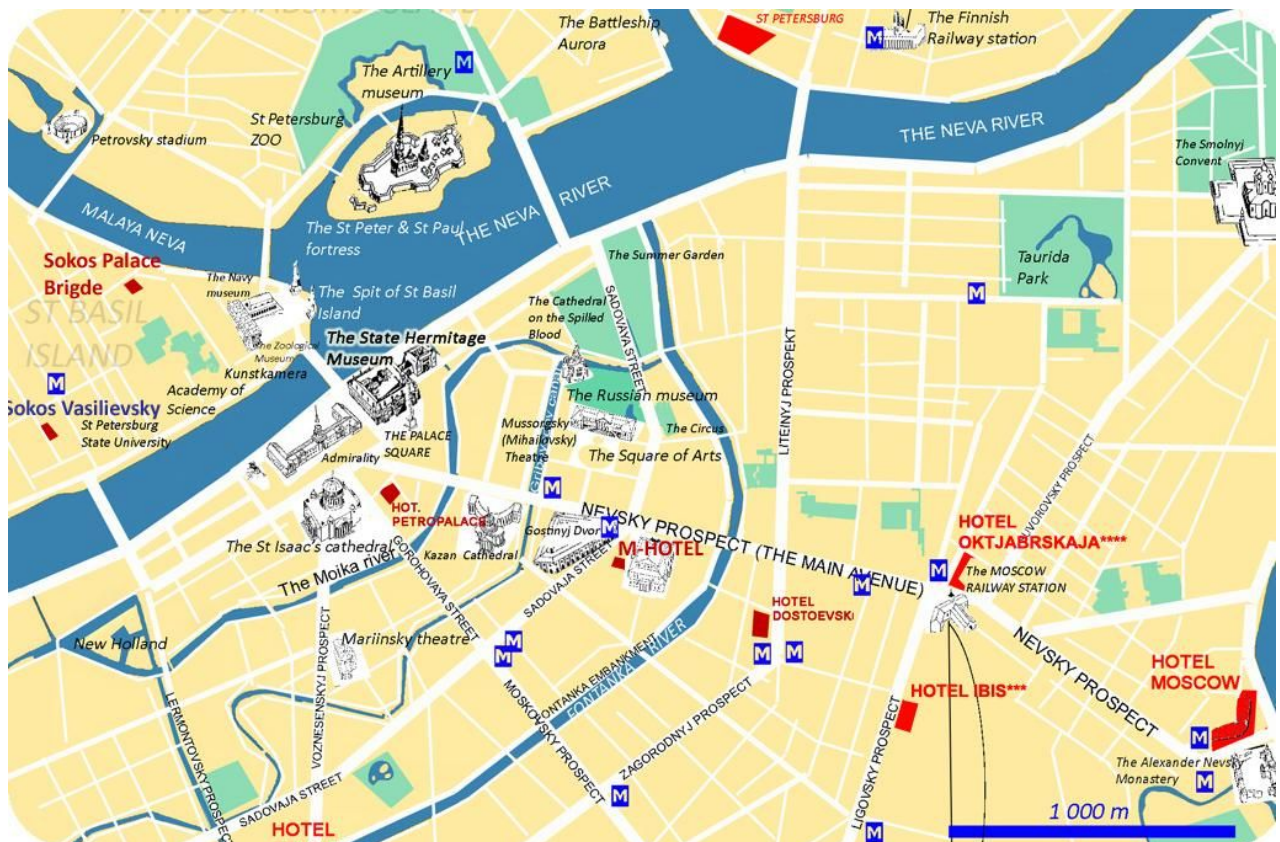 PETROGRADSKIS ISLAND
The Battleship
Aurora
ST PETERSBURG
The Finnish
Railway station
M
M
The Artillery
museum
St Petersburg
ZOO
Petrovsky stadium
THE NEVA RIVER
The Smolnyj
Convent
MALAYA NEVA
The St Peter & St Paul
fortress
THE NEVA RIVER
Taurida
Park
M
Sokos Palace
Brigde
The Navy
museum
The Spit of St Basil
Island
The Summer Garden
The Cathedral
on the Spilled
Blood
SADOVAYA STREET
ST BASIL
ISLAND
The State Hermitage
Museum
The Zoological
Museum
Kunstkamera
Academy of
Science
M
Sokos Vasilievsky
St Petersburg
State University
THE PALACE
SQUARE
Admirality
Gribojedov canal
The Russian museum
Mussorgsky
(Mihailovsky)
Theatre
The Circus
The Square of Arts
LITEINYJ PROSPEKT
SUVOROVSKY PROSPECT
M
HOT.
PETROPALACE
Kazan Cathedral
Gostinyj Dvor
M
M-HOTEL
NEVSKY PROSPECT (THE MAIN AVENUE)
M
M
HOTEL
OKTJABRSKAJA****
The MOSCOW
RAILWAY STATION
The St Isaac's cathedral
The Moika river
GOROHOVAYA STREET
SADOVAJA STREET
HOTEL
DOSTOEVSKI
New Holland
Mariinsky theatre
M
M
M
M
FONTANKA EMBANKMENT
FONTANKA RIVER
NEVSKY PROSPECT
HOTEL
MOSCOW
HOTEL IBIS***
M
LERMONTOVSKY PROSPECT
VOZNESENSKYJ PROSPECT
MOSKOVSKY PROSPECT
ZAGORODNYJ PROSPECT
LIGOVSKY PROSPECT
The Alexander Nevsky
Monastery
M
SADOVAJA STREET
M
HOTEL
M
1 000 m